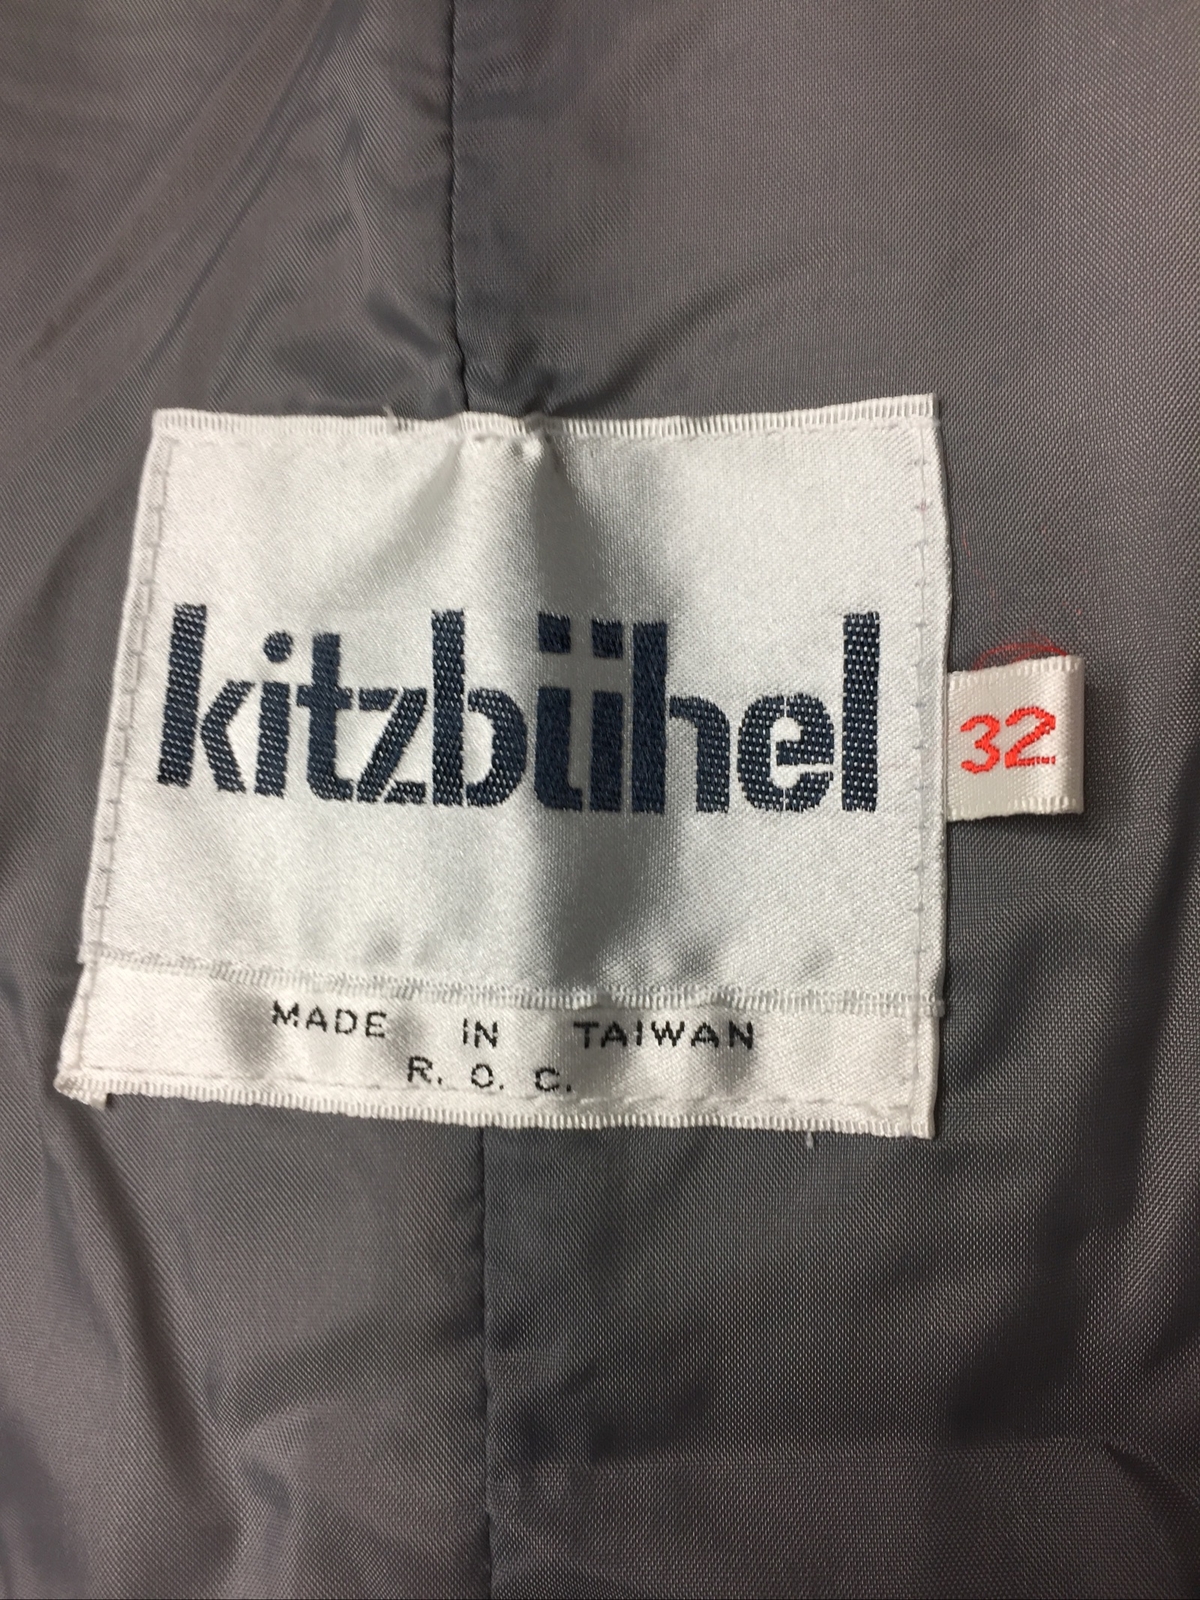 kitzbühel
32
MADE IN TAIWAN
R. O. C.